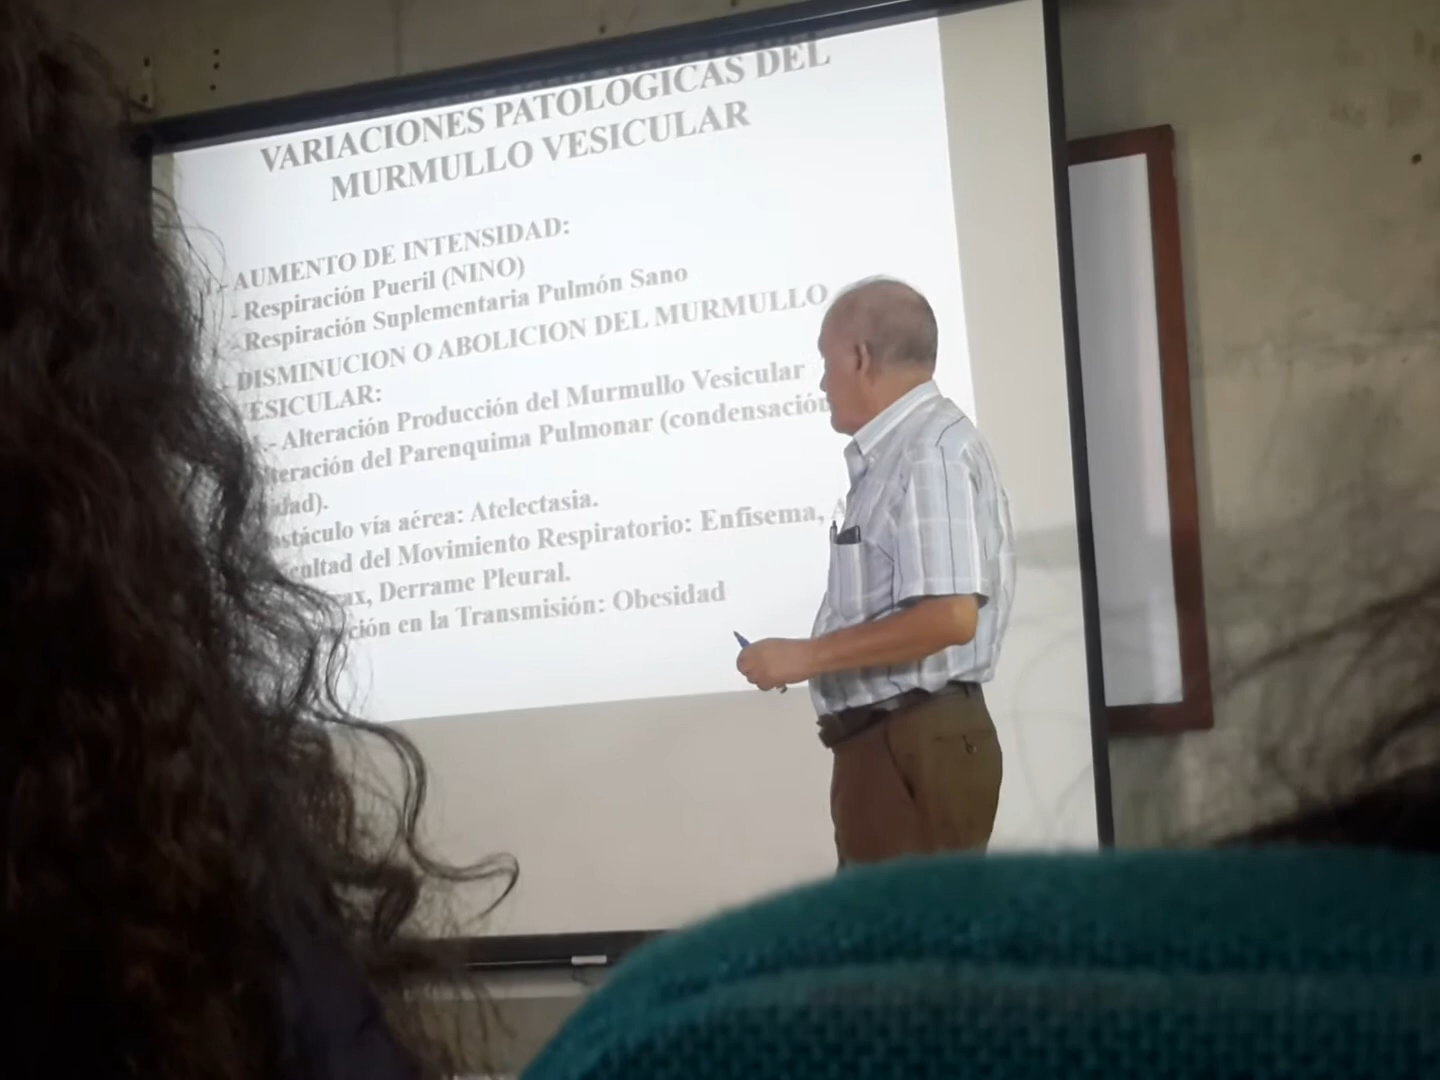 VARIACIONES PATOLOGICAS DEL
MURMULLO VESICULAR
- AUMENTO DE INTENSIDAD:
- Respiración Pueril (NINO)
- Respiración Suplementaria Pulmón Sano
- DISMINUCION O ABOLICION DEL MURMULLO
VESICULAR:
- Alteración Producción del Murmullo Vesicular
del Parenquima Pulmonar (condensación
vía aérea: Atelectasia.
del Movimiento Respiratorio: Enfisema,
Derrame Pleural.
en la Transmisión: Obesidad